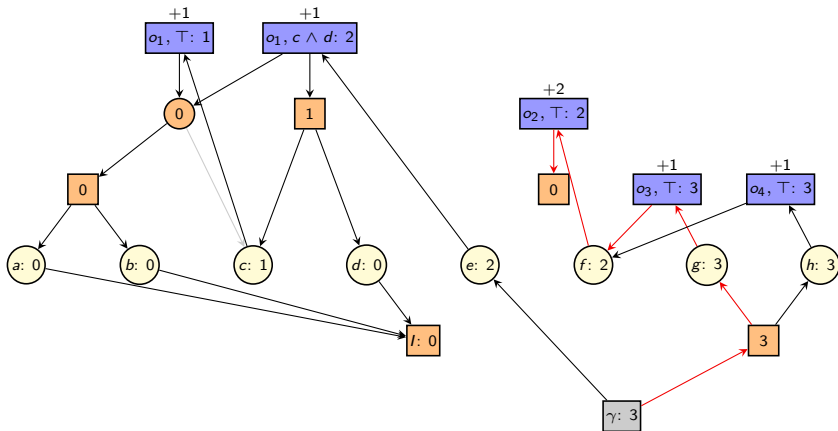 +1 +1
o₁, ⊤: 1 o₁, c ∧ d: 2
+2
0 1 o₂, ⊤: 2
+1 +1
0 0 o₃, ⊤: 3 o₄, ⊤: 3
a: 0 b: 0 c: 1 d: 0 e: 2 f: 2 g: 3 h: 3
I: 0 3
γ: 3